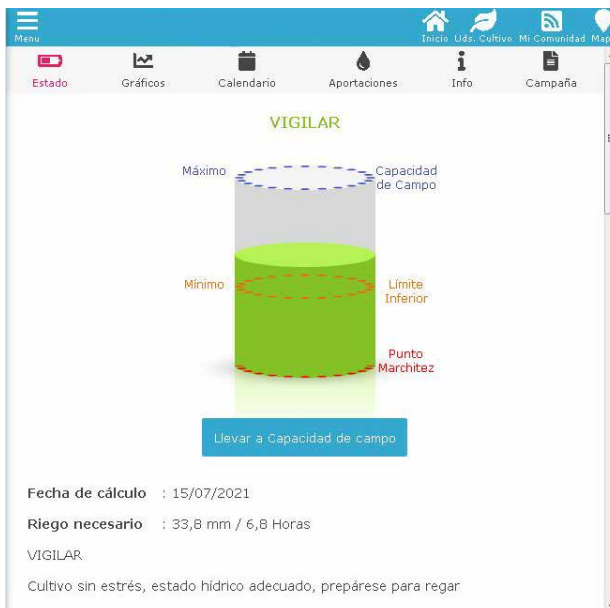 Menu
Inicio Uds. Cultivo Mi Comunidad Map
Estado Gráficos Calendario Aportaciones Info Campaña
VIGILAR
Máximo
Capacidad
de Campo
Mínimo
Límite
Inferior
Punto
Marchitez
Llevar a Capacidad de campo
Fecha de cálculo : 15/07/2021
Riego necesario : 33,8 mm / 6,8 Horas
VIGILAR
Cultivo sin estrés, estado hídrico adecuado, prepárese para regar